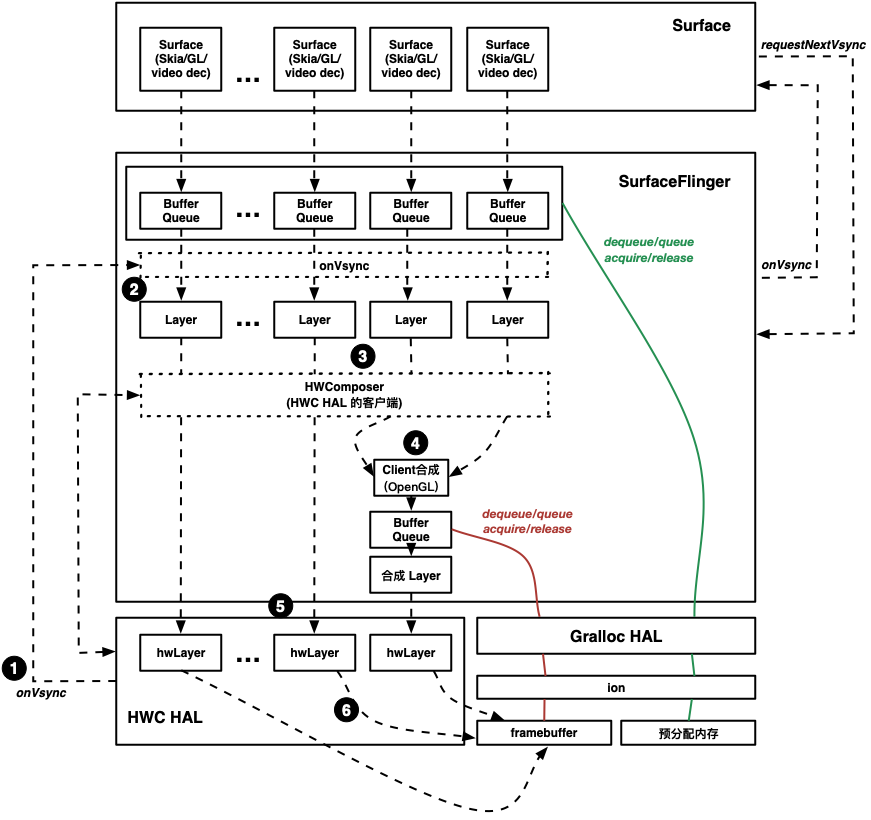 Surface
requestNextVsync
Surface
(Skia/GL/
video dec)
...
Surface
(Skia/GL/
video dec)
Surface
(Skia/GL/
video dec)
Surface
(Skia/GL/
video dec)
SurfaceFlinger
Buffer
Queue
...
Buffer
Queue
Buffer
Queue
Buffer
Queue
dequeue/queue
acquire/release
onVsync
onVsync
2
Layer
...
Layer
Layer
Layer
3
HWComposer
(HWC HAL 的客户端)
4
Client合成
(OpenGL)
Buffer
Queue
dequeue/queue
acquire/release
合成 Layer
5
hwLayer
...
hwLayer
hwLayer
Gralloc HAL
1
onVsync
ion
6
HWC HAL
framebuffer
预分配内存